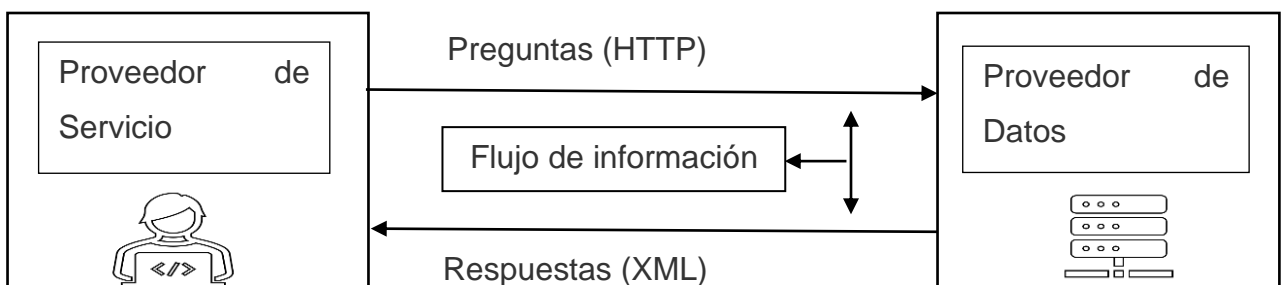 Proveedor de
Servicio
Preguntas (HTTP)
Flujo de información
Respuestas (XML)
Proveedor de
Datos
</>